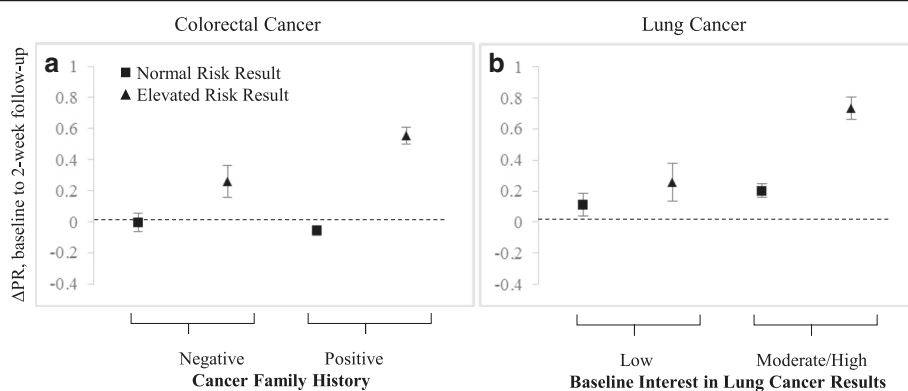 Colorectal Cancer
Lung Cancer
ΔPR, baseline to 2-week follow-up
a
1
0.8
0.6
0.4
0.2
0
-0.2
-0.4
■ Normal Risk Result
▲ Elevated Risk Result
b
1
0.8
0.6
0.4
0.2
0
-0.2
-0.4
Negative
Positive
Cancer Family History
Low
Moderate/High
Baseline Interest in Lung Cancer Results